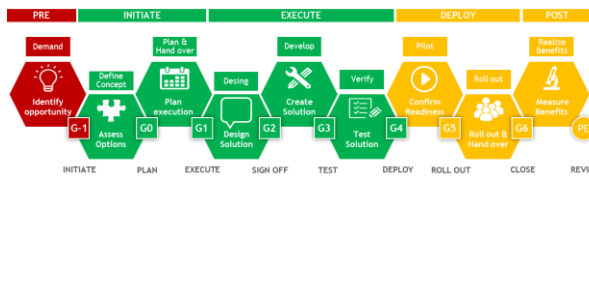 PRE
INITIATE
EXECUTE
DEPLOY
POST
Demand
Identify
opportunity
G-1
Define
Concept
Assess
Options
G0
Plan &
Hand over
Plan
execution
G1
Desing
Design
Solution
G2
Develop
Create
Solution
G3
Verify
Test
Solution
G4
Pilot
Confirm
Readiness
G5
Roll out
Roll out &
Hand over
G6
Realize
Benefits
Measure
Benefits
PE
INITIATE
PLAN
EXECUTE
SIGN OFF
TEST
DEPLOY
ROLL OUT
CLOSE
REVI